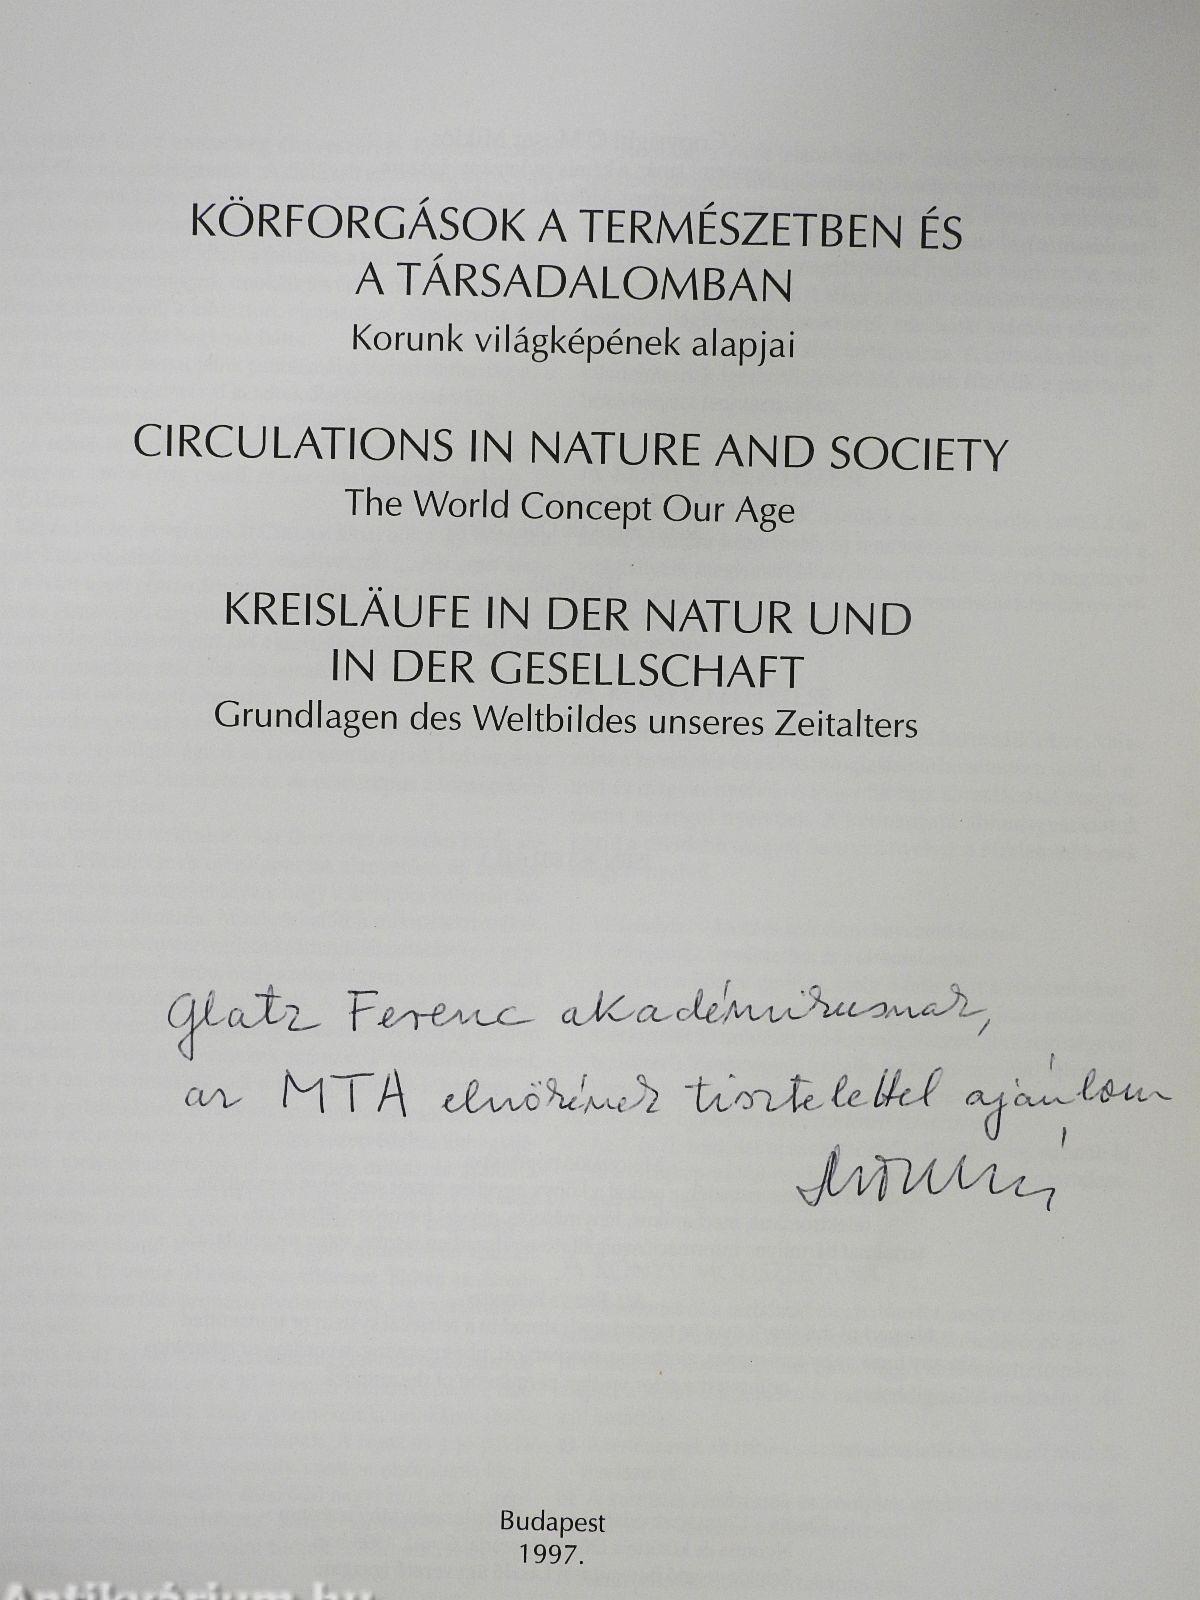 KÖRFORGÁSOK A TERMÉSZETBEN ÉS
A TÁRSADALOMBAN
Korunk világképének alapjai
CIRCULATIONS IN NATURE AND SOCIETY
The World Concept Our Age
KREISLÄUFE IN DER NATUR UND
IN DER GESELLSCHAFT
Grundlagen des Weltbildes unseres Zeitalters
Glatz Ferenc akadémikusnak,
az MTA elnökének tisztelettel ajánlom
Budapest
1997.
Antikvárium.hu